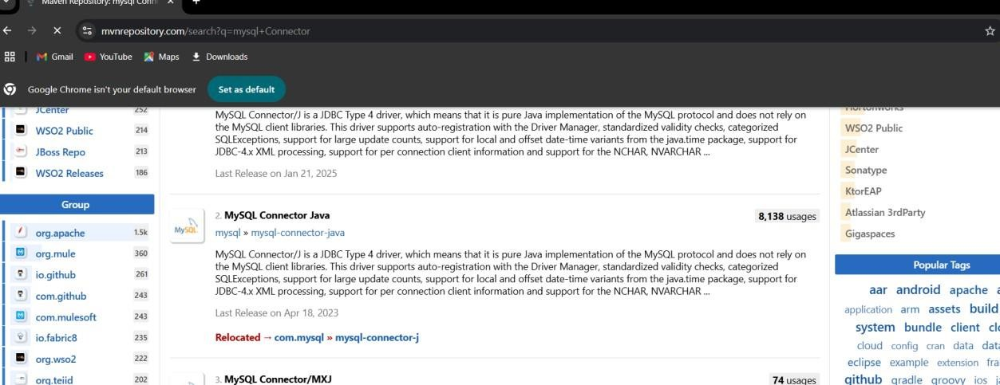 Maven Repository: mysql Conn
mvnrepository.com/search?q=mysql+Connector
Gmail YouTube Maps Downloads
Google Chrome isn't your default browser Set as default
JCenter 252
WSO2 Public 214
JBoss Repo 213
WSO2 Releases 186
Group
org.apache 1.5k
org.mule 360
io.github 261
com.github 243
com.mulesoft 243
io.fabric8 235
org.wso2 222
org.teiid 202
MySQL Connector/J is a JDBC Type 4 driver, which means that it is pure Java implementation of the MySQL protocol and does not rely on
the MySQL client libraries. This driver supports auto-registration with the Driver Manager, standardized validity checks, categorized
SQLExceptions, support for large update counts, support for local and offset date-time variants from the java.time package, support for
JDBC-4.x XML processing, support for per connection client information and support for the NCHAR, NVARCHAR ...
Last Release on Jan 21, 2025
2. MySQL Connector Java 8,138 usages
mysql » mysql-connector-java
MySQL
MySQL Connector/J is a JDBC Type 4 driver, which means that it is pure Java implementation of the MySQL protocol and does not rely on
the MySQL client libraries. This driver supports auto-registration with the Driver Manager, standardized validity checks, categorized
SQLExceptions, support for large update counts, support for local and offset date-time variants from the java.time package, support for
JDBC-4.x XML processing, support for per connection client information and support for the NCHAR, NVARCHAR ...
Last Release on Apr 18, 2023
Relocated → com.mysql » mysql-connector-j
3. MySQL Connector/MXJ 74 usages
Hortonworks
WSO2 Public
JCenter
Sonatype
KtorEAP
Atlassian 3rdParty
Gigaspaces
Popular Tags
aar android apache
application arm assets build
system bundle client
cloud config cran data
eclipse example extension
github gradle groovy ios